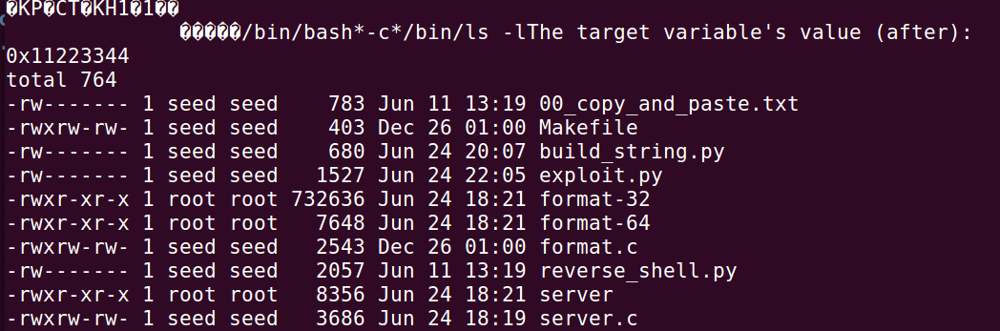 �KP�CT�KH1�1��
�����/bin/bash*-c*/bin/ls -lThe target variable's value (after):
0x11223344
total 764
-rw------- 1 seed seed    783 Jun 11 13:19 00_copy_and_paste.txt
-rwxrw-rw- 1 seed seed    403 Dec 26 01:00 Makefile
-rw------- 1 seed seed    680 Jun 24 20:07 build_string.py
-rw------- 1 seed seed   1527 Jun 24 22:05 exploit.py
-rwxr-xr-x 1 root root 732636 Jun 24 18:21 format-32
-rwxr-xr-x 1 root root   7648 Jun 24 18:21 format-64
-rwxrw-rw- 1 seed seed   2543 Dec 26 01:00 format.c
-rw------- 1 seed seed   2057 Jun 11 13:19 reverse_shell.py
-rwxr-xr-x 1 root root   8356 Jun 24 18:21 server
-rwxrw-rw- 1 seed seed   3686 Jun 24 18:19 server.c